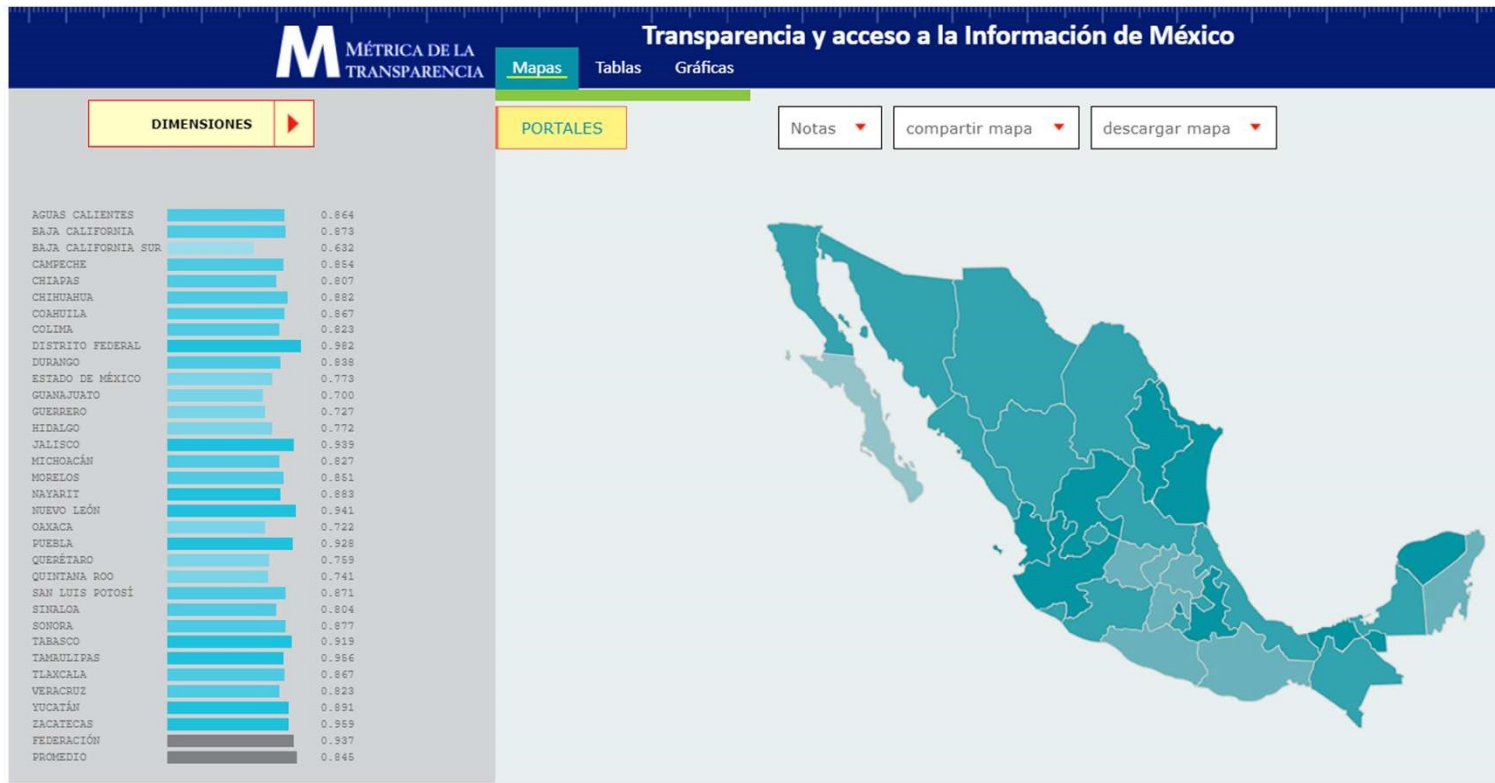 Transparencia y acceso a la Información de México
M MÉTRICA DE LA
TRANSPARENCIA
Mapas Tablas Gráficas
DIMENSIONES
PORTALES
Notas compartir mapa descargar mapa
AGUAS CALIENTES 0.864
BAJA CALIFORNIA 0.873
BAJA CALIFORNIA SUR 0.632
CAMPECHE 0.854
CHIAPAS 0.807
CHIHUAHUA 0.882
COAHUILA 0.867
COLIMA 0.823
DISTRITO FEDERAL 0.982
DURANGO 0.838
ESTADO DE MÉXICO 0.773
GUANAJUATO 0.700
GUERRERO 0.727
HIDALGO 0.772
JALISCO 0.939
MICHOACÁN 0.827
MORELOS 0.851
NAYARIT 0.883
NUEVO LEÓN 0.941
OAXACA 0.722
PUEBLA 0.928
QUERÉTARO 0.759
QUINTANA ROO 0.741
SAN LUIS POTOSÍ 0.871
SINALOA 0.804
SONORA 0.877
TABASCO 0.919
TAMAULIPAS 0.956
TLAXCALA 0.867
VERACRUZ 0.823
YUCATÁN 0.891
ZACATECAS 0.959
FEDERACIÓN 0.937
PROMEDIO 0.845